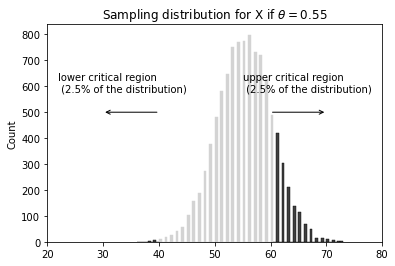 Sampling distribution for X if θ = 0.55
800
700
600
500
400
300
200
100
0
Count
lower critical region
(2.5% of the distribution)
upper critical region
(2.5% of the distribution)
20 30 40 50 60 70 80